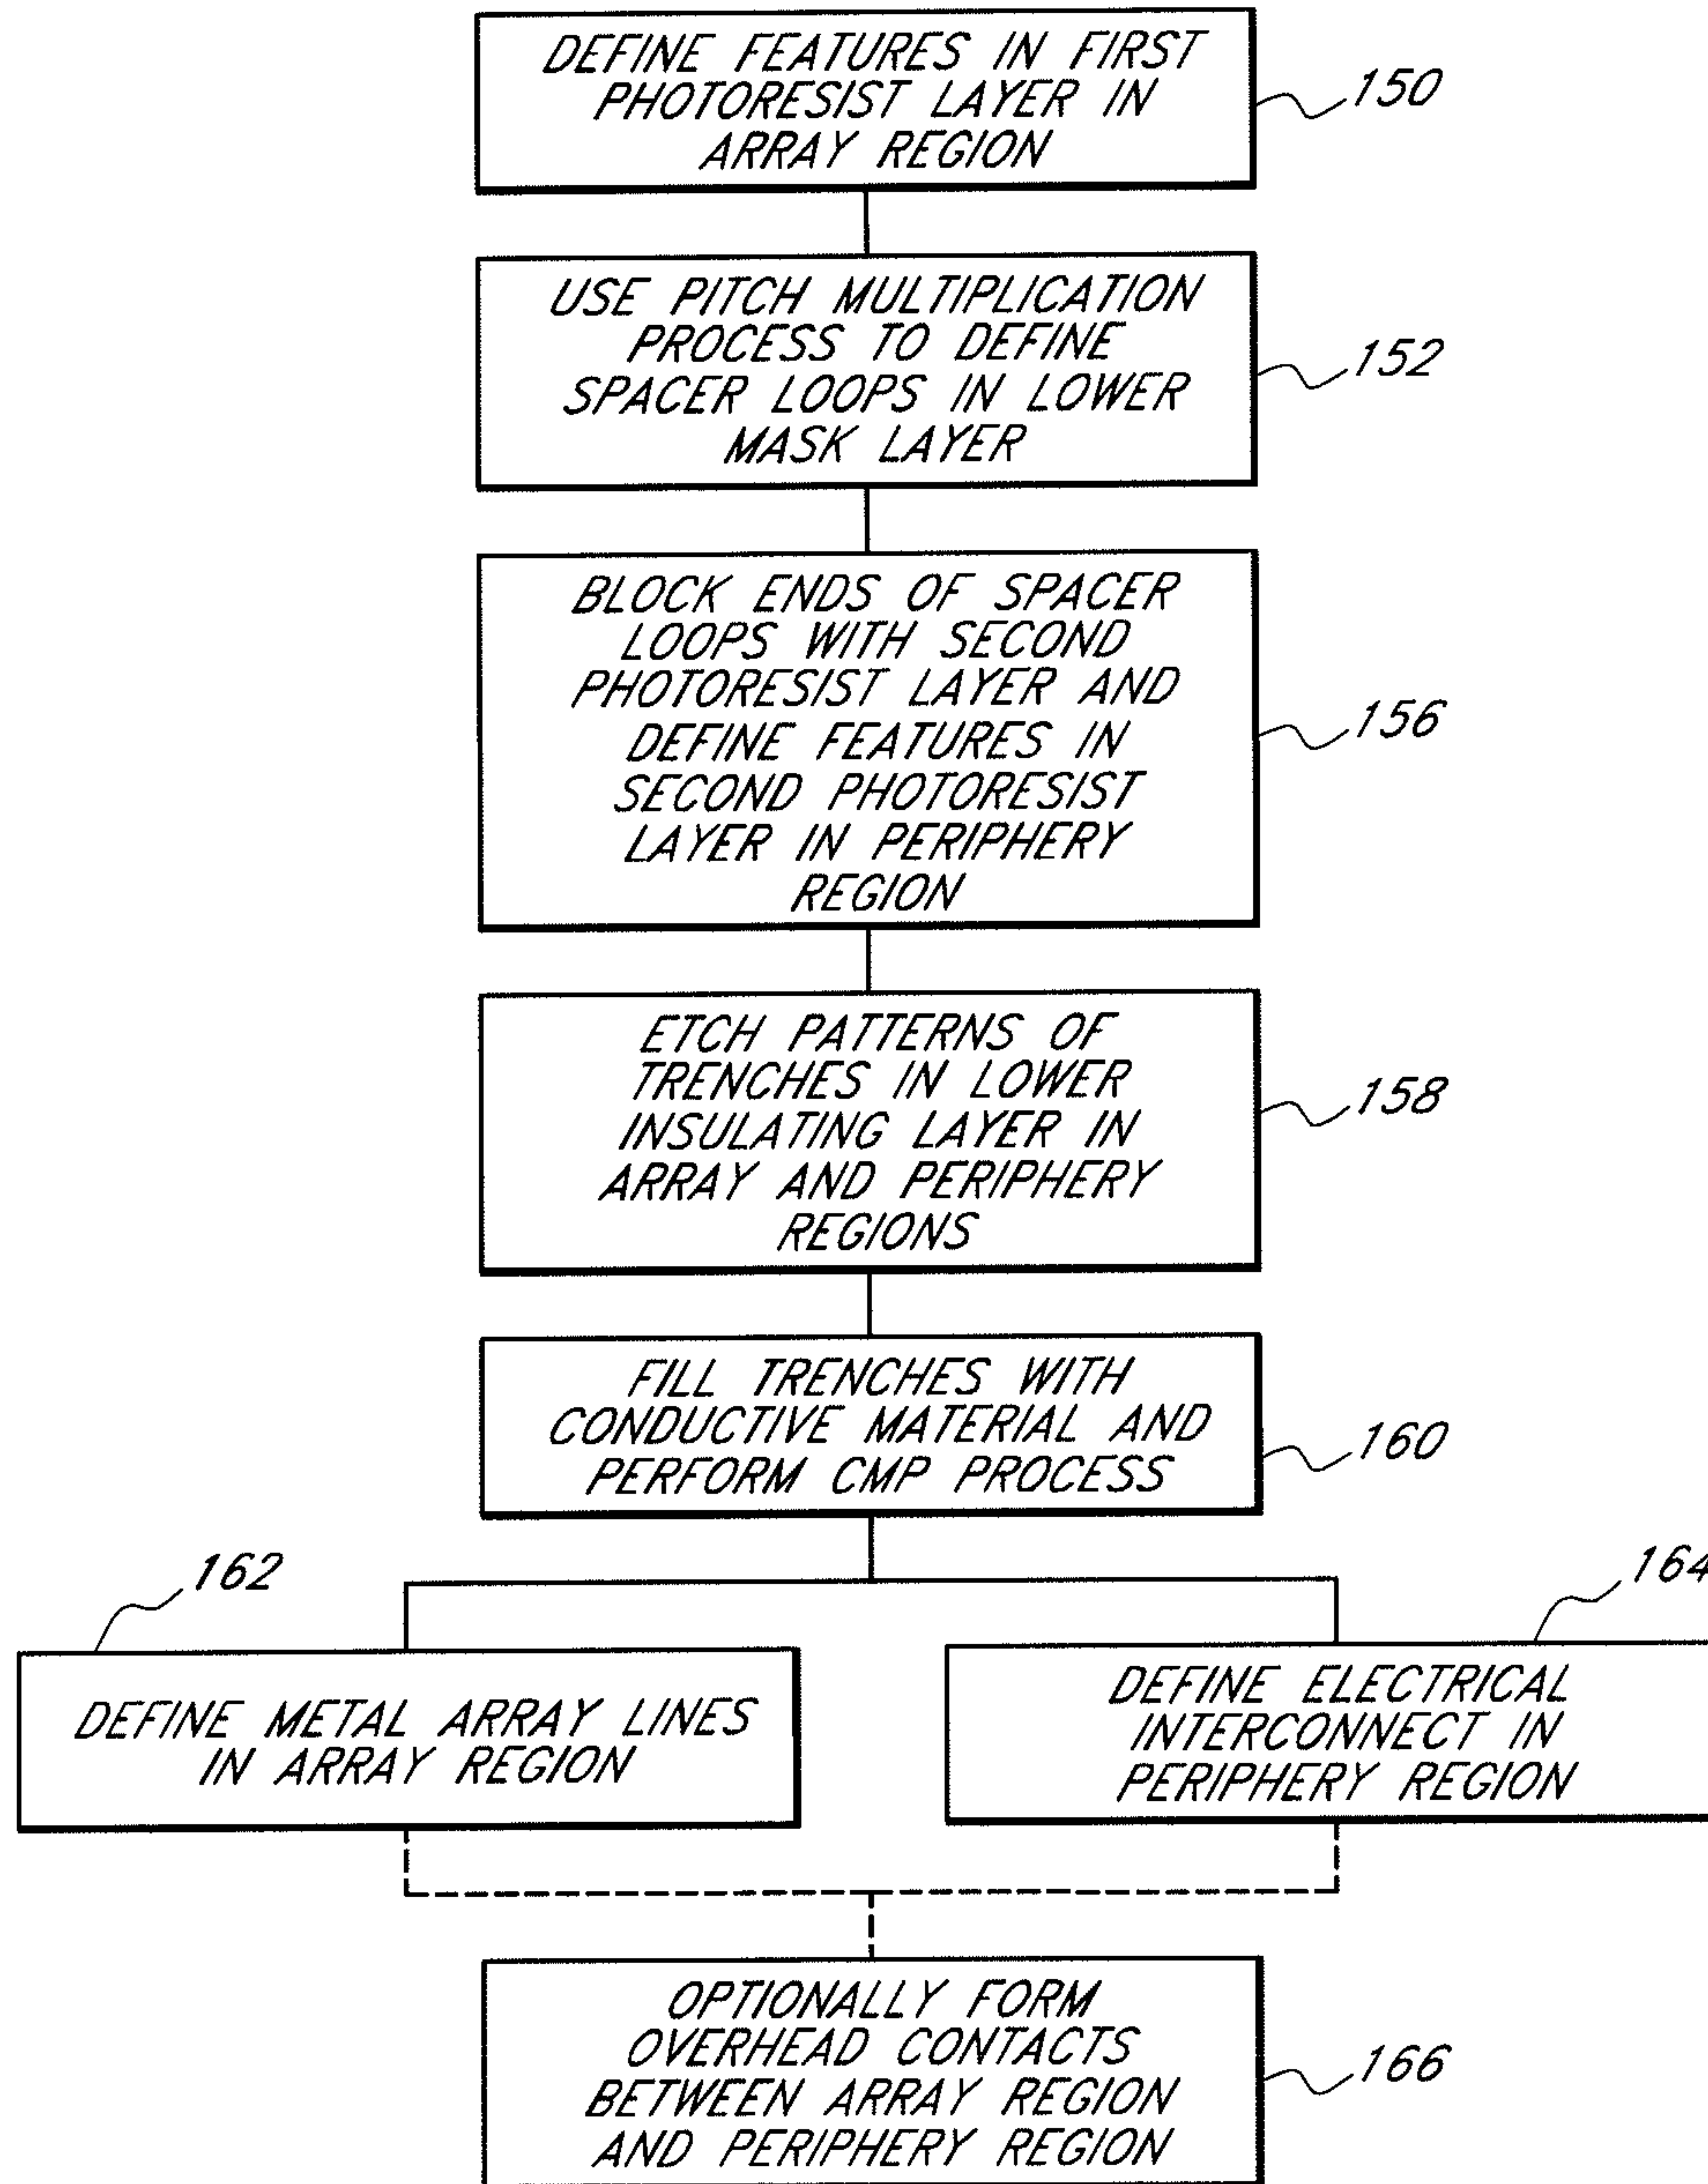 DEFINE FEATURES IN FIRST
PHOTORESIST LAYER IN
ARRAY REGION
150
USE PITCH MULTIPLICATION
PROCESS TO DEFINE
SPACER LOOPS IN LOWER
MASK LAYER
152
BLOCK ENDS OF SPACER
LOOPS WITH SECOND
PHOTORESIST LAYER AND
DEFINE FEATURES IN
SECOND PHOTORESIST
LAYER IN PERIPHERY
REGION
156
ETCH PATTERNS OF
TRENCHES IN LOWER
INSULATING LAYER IN
ARRAY AND PERIPHERY
REGIONS
158
FILL TRENCHES WITH
CONDUCTIVE MATERIAL AND
PERFORM CMP PROCESS
160
162
DEFINE METAL ARRAY LINES
IN ARRAY REGION
164
DEFINE ELECTRICAL
INTERCONNECT IN
PERIPHERY REGION
OPTIONALLY FORM
OVERHEAD CONTACTS
BETWEEN ARRAY REGION
AND PERIPHERY REGION
166